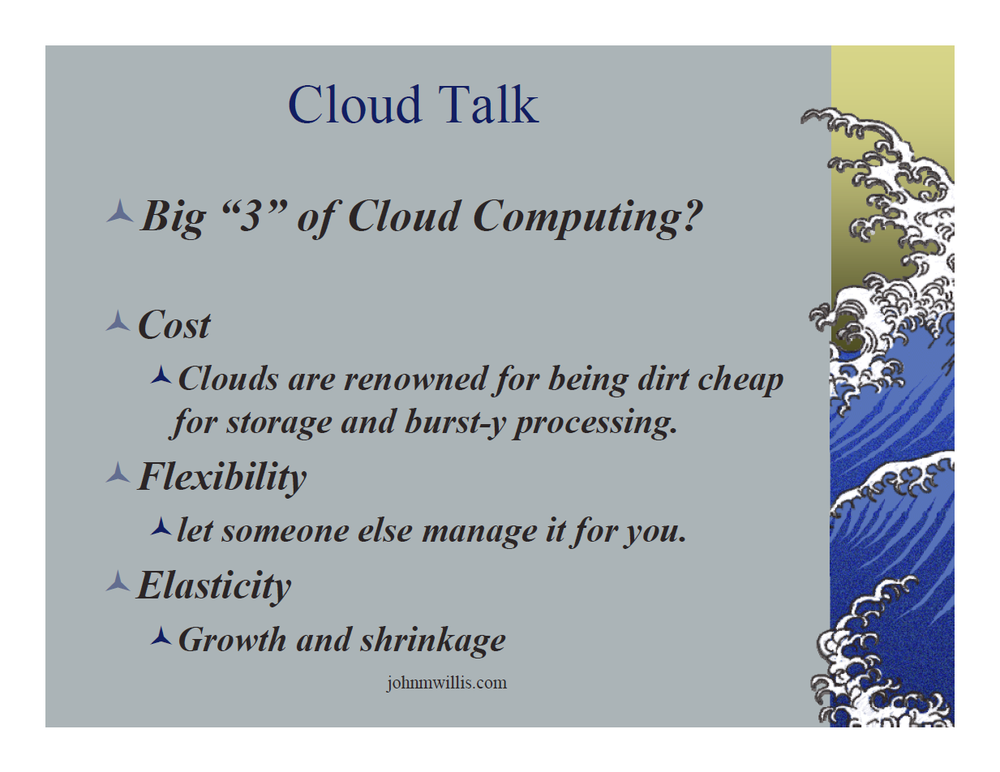 Cloud Talk
Big “3” of Cloud Computing?
Cost
Clouds are renowned for being dirt cheap
for storage and burst-y processing.
Flexibility
let someone else manage it for you.
Elasticity
Growth and shrinkage
johnmwillis.com